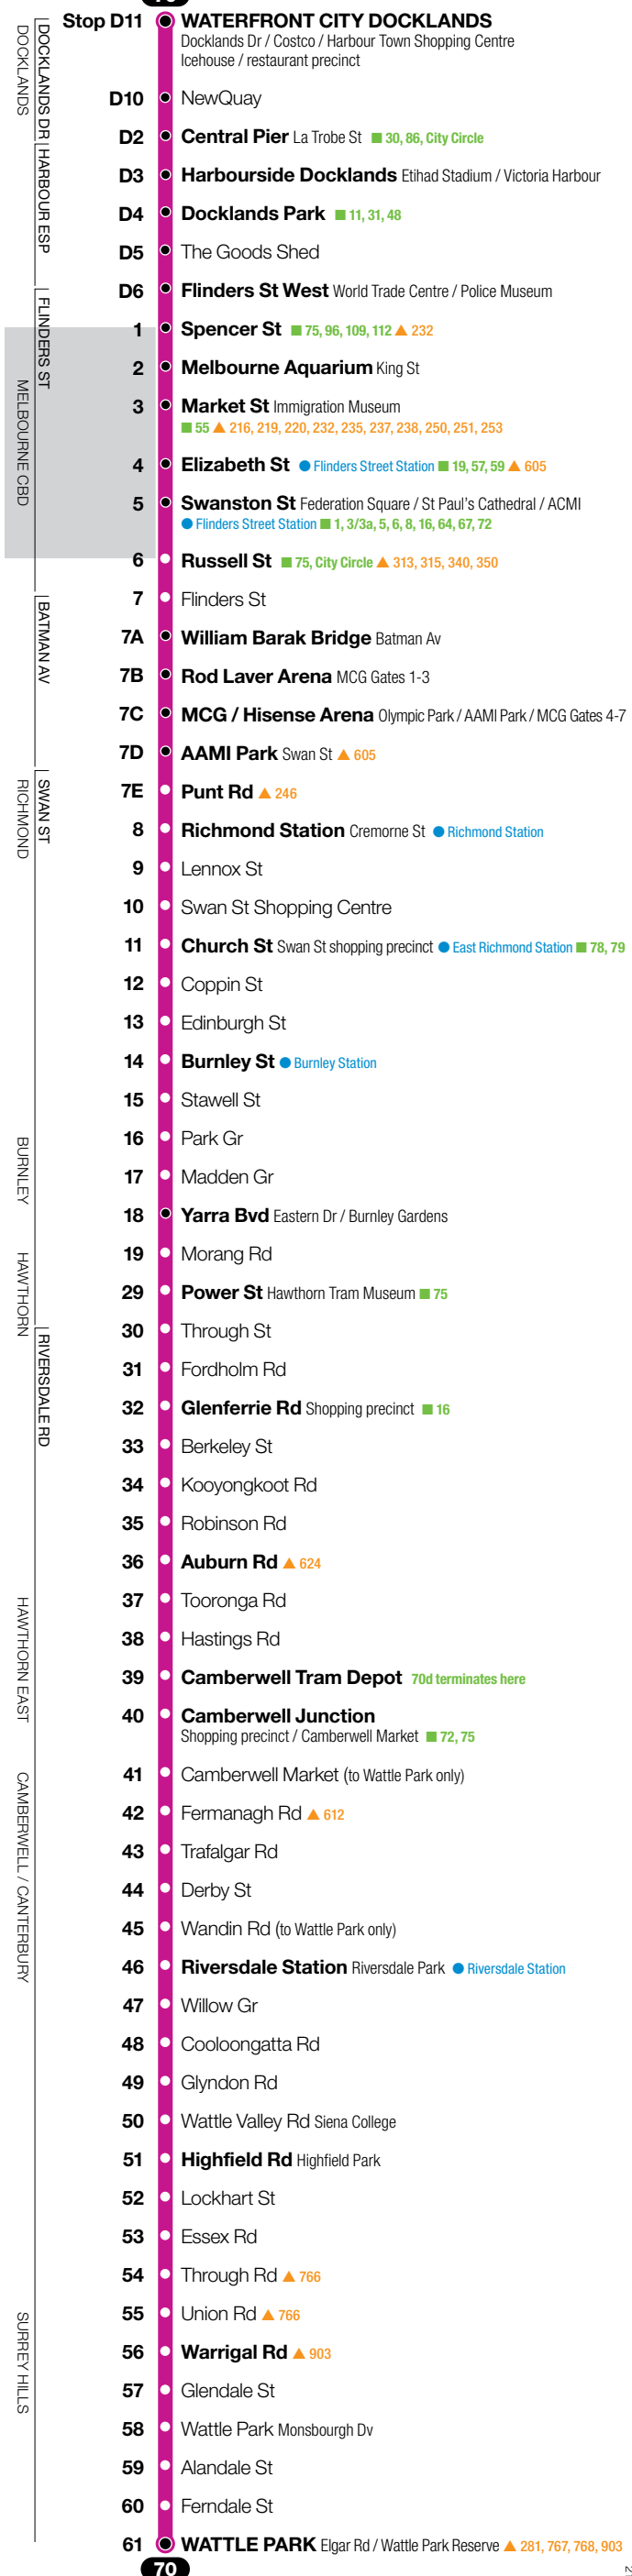 Stop D11 WATERFRONT CITY DOCKLANDS
Docklands Dr / Costco / Harbour Town Shopping Centre
Icehouse / restaurant precinct
D10 NewQuay
D2 Central Pier La Trobe St 30, 86, City Circle
D3 Harbourside Docklands Etihad Stadium / Victoria Harbour
D4 Docklands Park 11, 31, 48
D5 The Goods Shed
D6 Flinders St West World Trade Centre / Police Museum
1 Spencer St 75, 96, 109, 112 232
2 Melbourne Aquarium King St
3 Market St Immigration Museum
55 216, 219, 220, 232, 235, 237, 238, 250, 251, 253
4 Elizabeth St Flinders Street Station 19, 57, 59 605
5 Swanston St Federation Square / St Paul's Cathedral / ACMI
Flinders Street Station 1, 3/3a, 5, 6, 8, 16, 64, 67, 72
6 Russell St 75, City Circle 313, 315, 340, 350
7 Flinders St
7A William Barak Bridge Batman Av
7B Rod Laver Arena MCG Gates 1-3
7C MCG / Hisense Arena Olympic Park / AAMI Park / MCG Gates 4-7
7D AAMI Park Swan St 605
7E Punt Rd 246
8 Richmond Station Cremorne St Richmond Station
9 Lennox St
10 Swan St Shopping Centre
11 Church St Swan St shopping precinct East Richmond Station 78, 79
12 Coppin St
13 Edinburgh St
14 Burnley St Burnley Station
15 Stawell St
16 Park Gr
17 Madden Gr
18 Yarra Bvd Eastern Dr / Burnley Gardens
19 Morang Rd
29 Power St Hawthorn Tram Museum 75
30 Through St
31 Fordholm Rd
32 Glenferrie Rd Shopping precinct 16
33 Berkeley St
34 Kooyongkoot Rd
35 Robinson Rd
36 Auburn Rd 624
37 Tooronga Rd
38 Hastings Rd
39 Camberwell Tram Depot 70d terminates here
40 Camberwell Junction
Shopping precinct / Camberwell Market 72, 75
41 Camberwell Market (to Wattle Park only)
42 Fermanagh Rd 612
43 Trafalgar Rd
44 Derby St
45 Wandin Rd (to Wattle Park only)
46 Riversdale Station Riversdale Park Riversdale Station
47 Willow Gr
48 Cooloongatta Rd
49 Glyndon Rd
50 Wattle Valley Rd Siena College
51 Highfield Rd Highfield Park
52 Lockhart St
53 Essex Rd
54 Through Rd 766
55 Union Rd 766
56 Warrigal Rd 903
57 Glendale St
58 Wattle Park Monsbourgh Dv
59 Alandale St
60 Ferndale St
61 WATTLE PARK Elgar Rd / Wattle Park Reserve 281, 767, 768, 903
70
DOCKLANDS DR | HARBOUR ESP
FLINDERS ST
BATMAN AV
SWAN ST
RIVERSDALE RD
DOCKLANDS
MELBOURNE CBD
RICHMOND
BURNLEY
HAWTHORN
HAWTHORN EAST
CAMBERWELL / CANTERBURY
SURREY HILLS